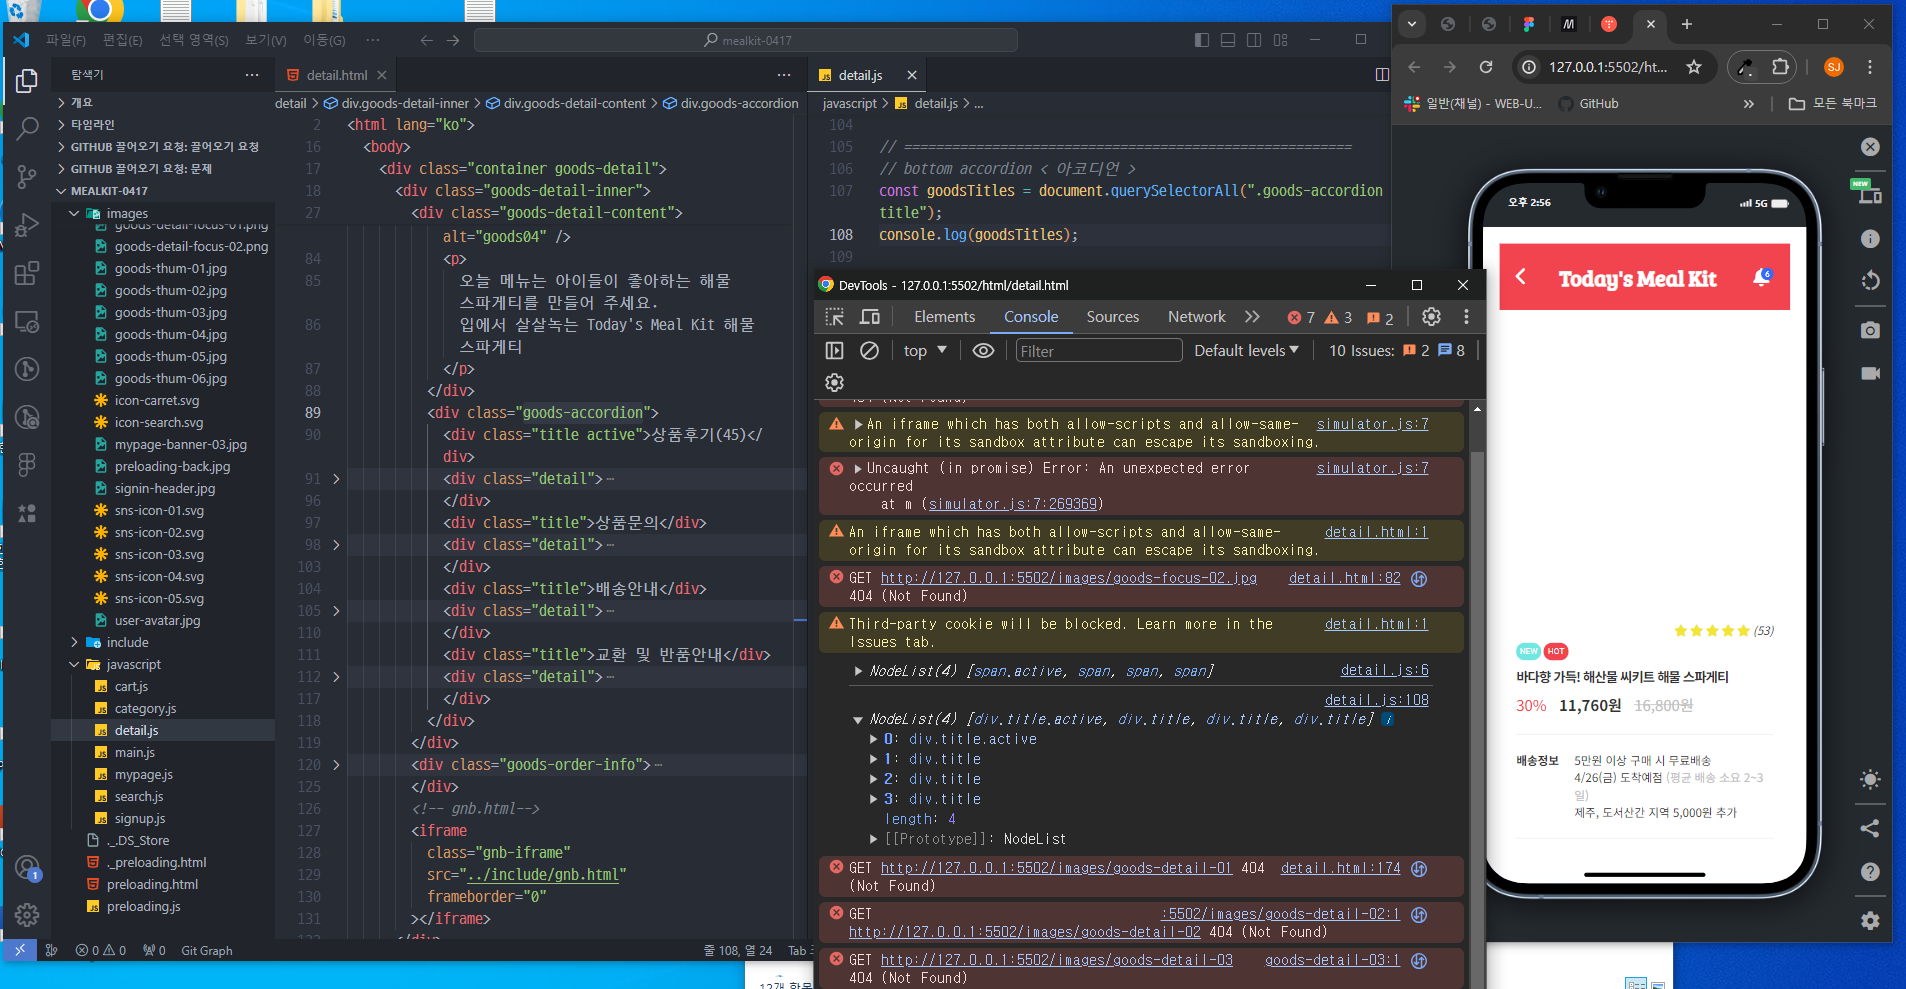 파일(F) 편집(E) 선택 영역(S) 보기(V) 이동(G) ···
mealkit-0417
탐색기
개요
타임라인
GITHUB 끌어오기 요청: 끌어오기 요청
GITHUB 끌어오기 요청: 문제
MEALKIT-0417
images
goods-detail-focus-01.png
goods-detail-focus-02.png
goods-thum-01.jpg
goods-thum-02.jpg
goods-thum-03.jpg
goods-thum-04.jpg
goods-thum-05.jpg
goods-thum-06.jpg
icon-carret.svg
icon-search.svg
mypage-banner-03.jpg
preloading-back.jpg
signin-header.jpg
sns-icon-01.svg
sns-icon-02.svg
sns-icon-03.svg
sns-icon-04.svg
sns-icon-05.svg
user-avatar.jpg
include
javascript
cart.js
category.js
detail.js
main.js
mypage.js
search.js
signup.js
._.DS_Store
._preloading.html
preloading.html
preloading.js
detail.html
detail > div.goods-detail-inner > div.goods-detail-content > div.goods-accordion
2 <html lang="ko">
16 <body>
17 <div class="container goods-detail">
18 <div class="goods-detail-inner">
27 <div class="goods-detail-content">
alt="goods04" />
84 <p>
85 오늘 메뉴는 아이들이 좋아하는 해물
스파게티를 만들어 주세요.
86 입에서 살살녹는 Today's Meal Kit 해물
스파게티
87 </p>
88 </div>
89 <div class="goods-accordion">
90 <div class="title active">상품후기(45)</
div>
91 <div class="detail">···
96 </div>
97 <div class="title">상품문의</div>
98 <div class="detail">···
103 </div>
104 <div class="title">배송안내</div>
105 <div class="detail">···
110 </div>
111 <div class="title">교환 및 반품안내</div>
112 <div class="detail">···
117 </div>
118 </div>
119 </div>
120 <div class="goods-order-info">···
125 </div>
126 <!-- gnb.html-->
127 <iframe
128 class="gnb-iframe"
129 src="../include/gnb.html"
130 frameborder="0"
131 ></iframe>
detail.js
javascript > detail.js > ...
104
105 // ========================================================
106 // bottom accordion < 아코디언 >
107 const goodsTitles = document.querySelectorAll(".goods-accordion
title");
108 console.log(goodsTitles);
109
0 0 0 Git Graph
줄 108, 열 24 Tab
DevTools - 127.0.0.1:5502/html/detail.html
Elements Console Sources Network 7 3 2
top Filter Default levels 10 Issues: 2 8
An iframe which has both allow-scripts and allow-same- simulator.js:7
origin for its sandbox attribute can escape its sandboxing.
Uncaught (in promise) Error: An unexpected error simulator.js:7
occurred
at m (simulator.js:7:269369)
An iframe which has both allow-scripts and allow-same- detail.html:1
origin for its sandbox attribute can escape its sandboxing.
GET http://127.0.0.1:5502/images/goods-focus-02.jpg detail.html:82
404 (Not Found)
Third-party cookie will be blocked. Learn more in the detail.html:1
Issues tab.
NodeList(4) [span.active, span, span, span] detail.js:6
detail.js:108
NodeList(4) [div.title.active, div.title, div.title, div.title] i
0: div.title.active
1: div.title
2: div.title
3: div.title
length: 4
[[Prototype]]: NodeList
GET http://127.0.0.1:5502/images/goods-detail-01 404 detail.html:174
(Not Found)
GET :5502/images/goods-detail-02:1
http://127.0.0.1:5502/images/goods-detail-02 404 (Not Found)
GET http://127.0.0.1:5502/images/goods-detail-03 goods-detail-03:1
404 (Not Found)
127.0.0.1:5502/ht... SJ
일반(채널) - WEB-U... GitHub 모든 북마크
NEW
오후 2:56 5G
Today's Meal Kit 6
(53)
NEW HOT
바다향 가득! 해산물 씨키트 해물 스파게티
30% 11,760원 16,800원
배송정보 5만원 이상 구매 시 무료배송
4/26(금) 도착예정 (평균 배송 소요 2~3
일)
제주, 도서산간 지역 5,000원 추가
1